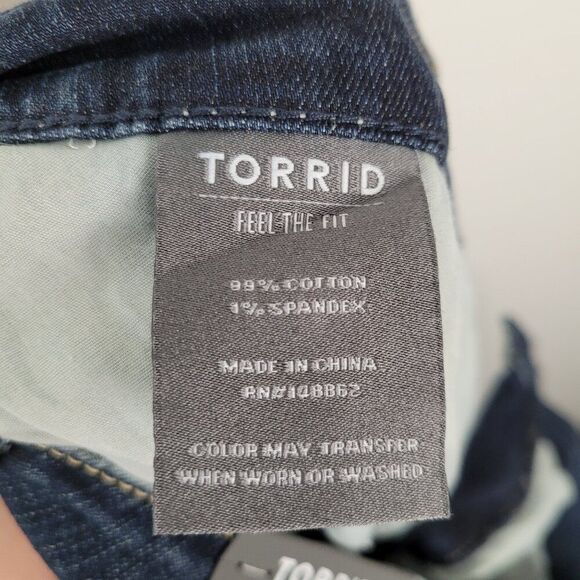 TORRID
FEEL THE FIT
99% COTTON
1% SPANDEX
MADE IN CHINA
RN#148862
COLOR MAY TRANSFER
WHEN WORN OR WASHED
TORRID